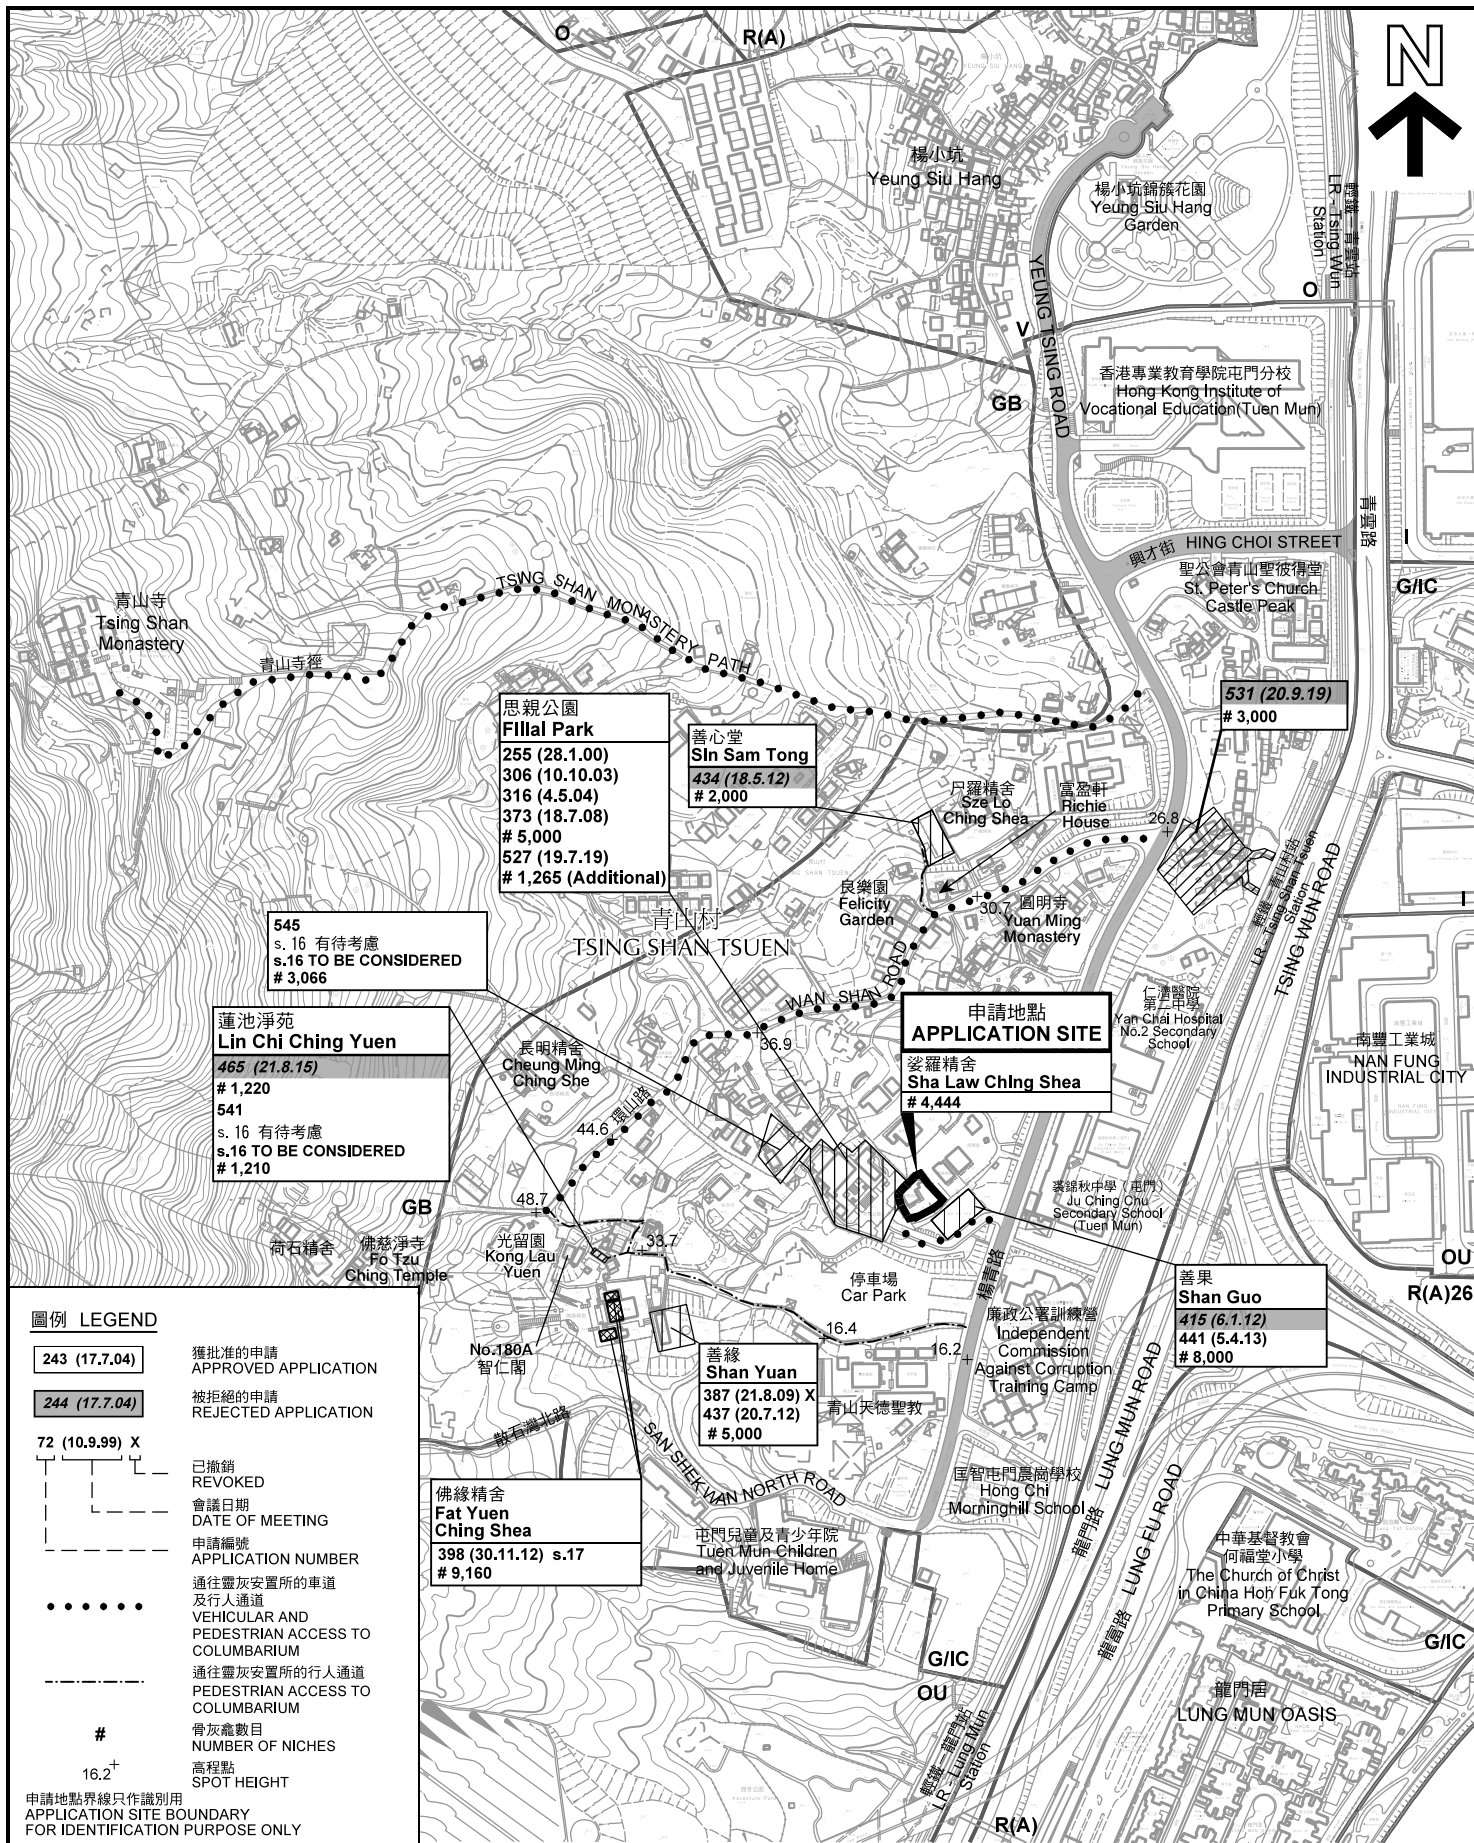 O
R(A)
N
楊小坑
Yeung Siu Hang
楊小坑錦簇花園
Yeung Siu Hang
Garden
輕鐵 - 青雲站
LR - Tsing Wun
Station
YEUNG TSING ROAD
O
V
GB
香港專業教育學院屯門分校
Hong Kong Institute of
Vocational Education(Tuen Mun)
青雲路
興才街 HING CHOI STREET
I
G/IC
聖公會青山聖彼得堂
St. Peter's Church
Castle Peak
青山寺
Tsing Shan
Monastery
青山寺徑
TSING SHAN MONASTERY PATH
思親公園
Filial Park
255 (28.1.00)
306 (10.10.03)
316 (4.5.04)
373 (18.7.08)
# 5,000
527 (19.7.19)
# 1,265 (Additional)
善心堂
Sin Sam Tong
434 (18.5.12)
# 2,000
531 (20.9.19)
# 3,000
尸羅精舍
Sze Lo
Ching Shea
富盈軒
Richie
House
26.8
良樂園
Felicity
Garden
30.7
圓明寺
Yuan Ming
Monastery
輕鐵 - 青山村站
LR - Tsing Shan Tsuen
Station
TSING WUN ROAD
I
青山村
TSING SHAN TSUEN
545
s. 16 有待考慮
s.16 TO BE CONSIDERED
# 3,066
WAN SHAN ROAD
申請地點
APPLICATION SITE
娑羅精舍
Sha Law Ching Shea
# 4,444
仁濟醫院
第二中學
Yan Chai Hospital
No.2 Secondary
School
南豐工業城
NAN FUNG
INDUSTRIAL CITY
蓮池淨苑
Lin Chi Ching Yuen
465 (21.8.15)
# 1,220
541
s. 16 有待考慮
s.16 TO BE CONSIDERED
# 1,210
長明精舍
Cheung Ming
Ching She
36.9
環山路
44.6
48.7
GB
33.7
荷石精舍
佛慈淨寺
Fo Tzu
Ching Temple
光留園
Kong Lau
Yuen
裘錦秋中學(屯門)
Ju Ching Chu
Secondary School
(Tuen Mun)
停車場
Car Park
楊青路
善果
Shan Guo
415 (6.1.12)
441 (5.4.13)
# 8,000
OU
R(A)26
No.180A
智仁閣
16.4
16.2
廉政公署訓練營
Independent
Commission
Against Corruption
Training Camp
善緣
Shan Yuan
387 (21.8.09) X
437 (20.7.12)
# 5,000
青山天德聖教
散石灣北路
SAN SHEK WAN NORTH ROAD
佛緣精舍
Fat Yuen
Ching Shea
398 (30.11.12) s.17
# 9,160
匡智屯門晨崗學校
Hong Chi
Morninghill School
屯門兒童及青少年院
Tuen Mun Children
and Juvenile Home
龍門路 LUNG MUN ROAD
龍富路 LUNG FU ROAD
中華基督教會
何福堂小學
The Church of Christ
in China Hoh Fuk Tong
Primary School
G/IC
G/IC
OU
龍門居
LUNG MUN OASIS
輕鐵 - 龍門站
LR - Lung Mun
Station
R(A)
圖例 LEGEND
243 (17.7.04)
獲批准的申請
APPROVED APPLICATION
244 (17.7.04)
被拒絕的申請
REJECTED APPLICATION
72 (10.9.99) X
已撤銷
REVOKED
會議日期
DATE OF MEETING
申請編號
APPLICATION NUMBER
通往靈灰安置所的車道
及行人通道
VEHICULAR AND
PEDESTRIAN ACCESS TO
COLUMBARIUM
通往靈灰安置所的行人通道
PEDESTRIAN ACCESS TO
COLUMBARIUM
#
骨灰龕數目
NUMBER OF NICHES
16.2
高程點
SPOT HEIGHT
申請地點界線只作識別用
APPLICATION SITE BOUNDARY
FOR IDENTIFICATION PURPOSE ONLY